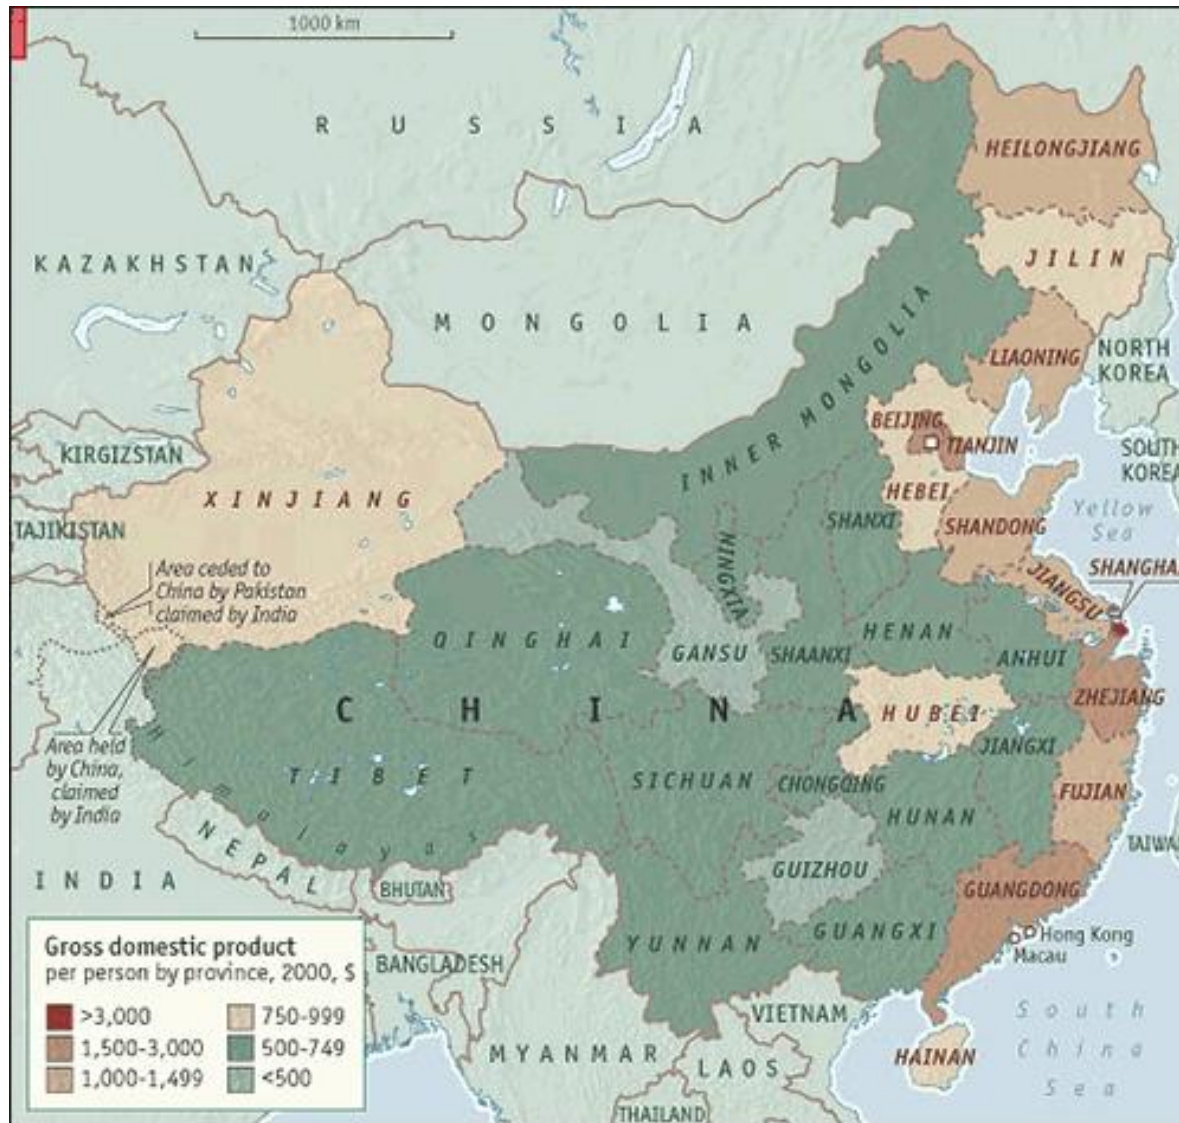 1000 km
RUSSIA
HEILONGJIANG
KAZAKHSTAN
JILIN
MONGOLIA
LIAONING
NORTH
KOREA
INNER MONGOLIA
BEIJING
TIANJIN
KIRGIZSTAN
SOUTH
KOREA
XINJIANG
HEBEI
SHANXI
SHANDONG
Yellow
Sea
TAJIKISTAN
NINGXIA
Area ceded to
China by Pakistan
claimed by India
SHANGHA
JIANGSU
QINGHAI
GANSU
SHAANXI
HENAN
ANHUI
CHINA
HUBEI
ZHEJIANG
Area held
by China,
claimed
by India
Himalayas
TIBET
SICHUAN
CHONGQING
JIANGXI
HUNAN
FUJIAN
TAIWA
NEPAL
INDIA
BHUTAN
GUIZHOU
GUANGDONG
YUNNAN
GUANGXI
Hong Kong
Macau
BANGLADESH
VIETNAM
South
China
Sea
MYANMAR
LAOS
HAINAN
THAILAND
Gross domestic product
per person by province, 2000, $
>3,000
1,500-3,000
1,000-1,499
750-999
500-749
<500